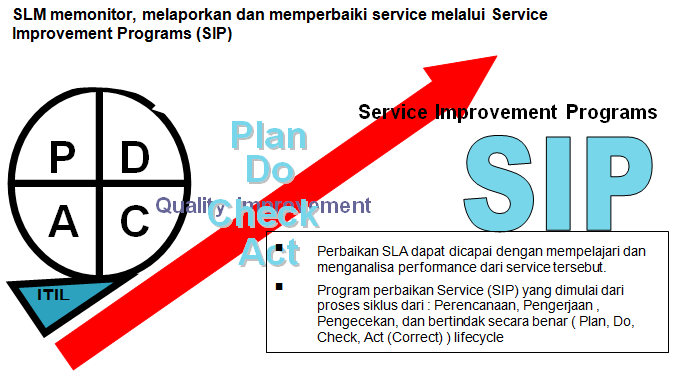 SLM memonitor, melaporkan dan memperbaiki service melalui Service
Improvement Programs (SIP)
P D
A C
ITIL
Plan
Do
Check
Act
Quality Improvement
Service Improvement Programs
SIP
▪ Perbaikan SLA dapat dicapai dengan mempelajari dan
menganalisa performance dari service tersebut.
▪ Program perbaikan Service (SIP) yang dimulai dari
proses siklus dari : Perencanaan, Pengerjaan ,
Pengecekan, dan bertindak secara benar ( Plan, Do,
Check, Act (Correct) ) lifecycle